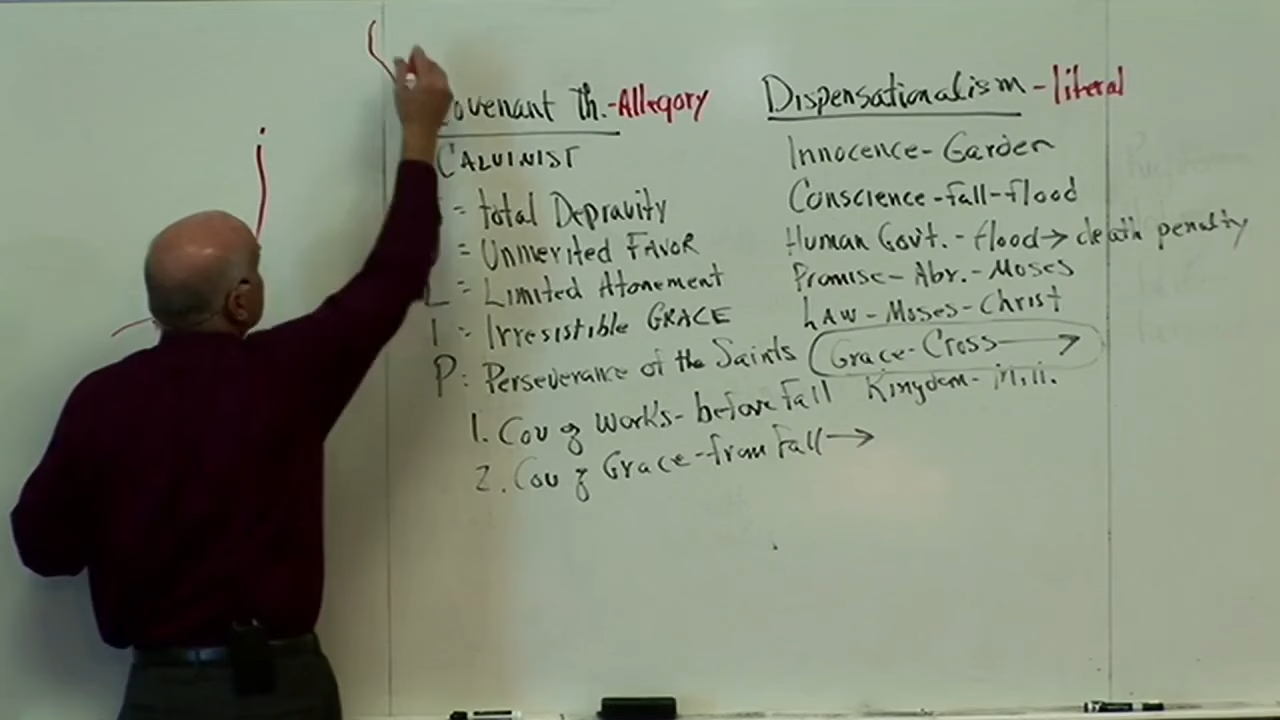 ovenant Th.-Allegory
CALVINIST
= total Depravity
= Unmerited FAVOR
L = Limited Atonement
I = Irresistible GRACE
P: Perseverance of the Saints
1. Cov of Works-before Fall
2. Cov of Grace-from Fall→
Dispensationalism-literal
Innocence-Garden
Conscience-fall-flood
Human Gov't.-flood→death penalty
Promise-Abr.-Moses
LAW-Moses-Christ
Grace-Cross→
Kingdom-Mill.